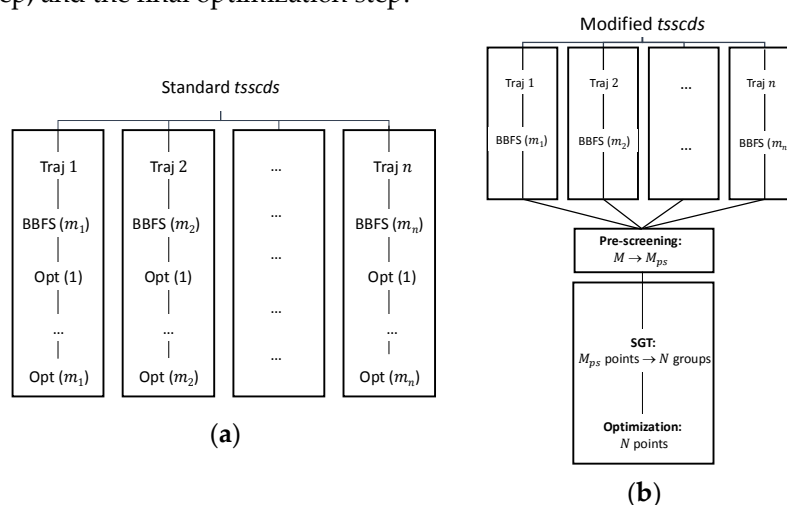 ep, and the final optimization step.
Standard tsscds
Traj 1
Traj 2
...
Traj n
BBFS (m₁)
BBFS (m₂)
...
BBFS (mₙ)
Opt (1)
Opt (1)
...
Opt (1)
...
...
...
...
Opt (m₁)
Opt (m₂)
...
Opt (mₙ)
(a)
Modified tsscds
Traj 1
Traj 2
...
Traj n
BBFS (m₁)
BBFS (m₂)
...
BBFS (mₙ
Pre-screening:
M → Mₚₛ
SGT:
Mₚₛ points → N groups
Optimization:
N points
(b)